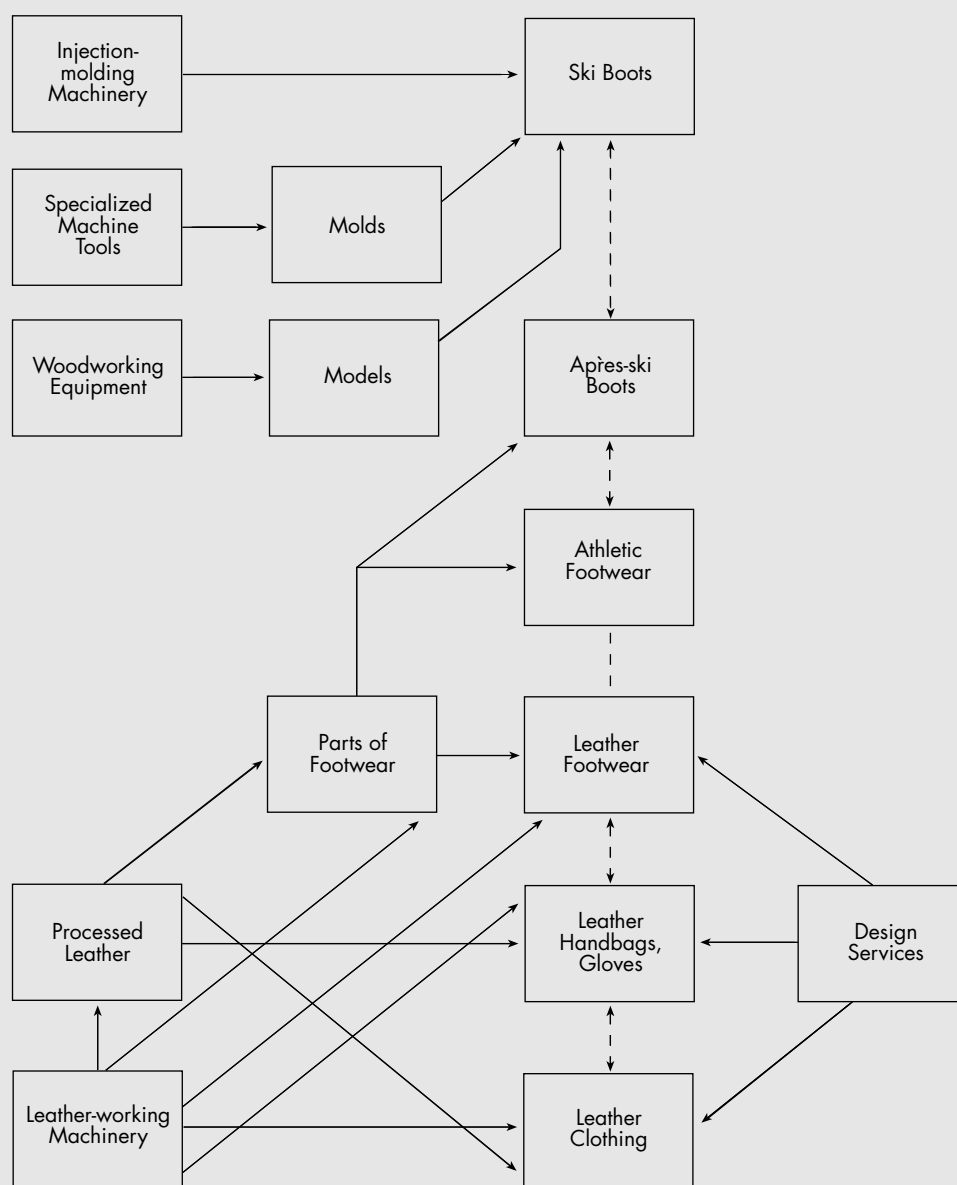 Injection-
molding
Machinery
Ski Boots
Specialized
Machine
Tools
Molds
Woodworking
Equipment
Models
Après-ski
Boots
Athletic
Footwear
Parts of
Footwear
Leather
Footwear
Processed
Leather
Leather
Handbags,
Gloves
Design
Services
Leather-working
Machinery
Leather
Clothing